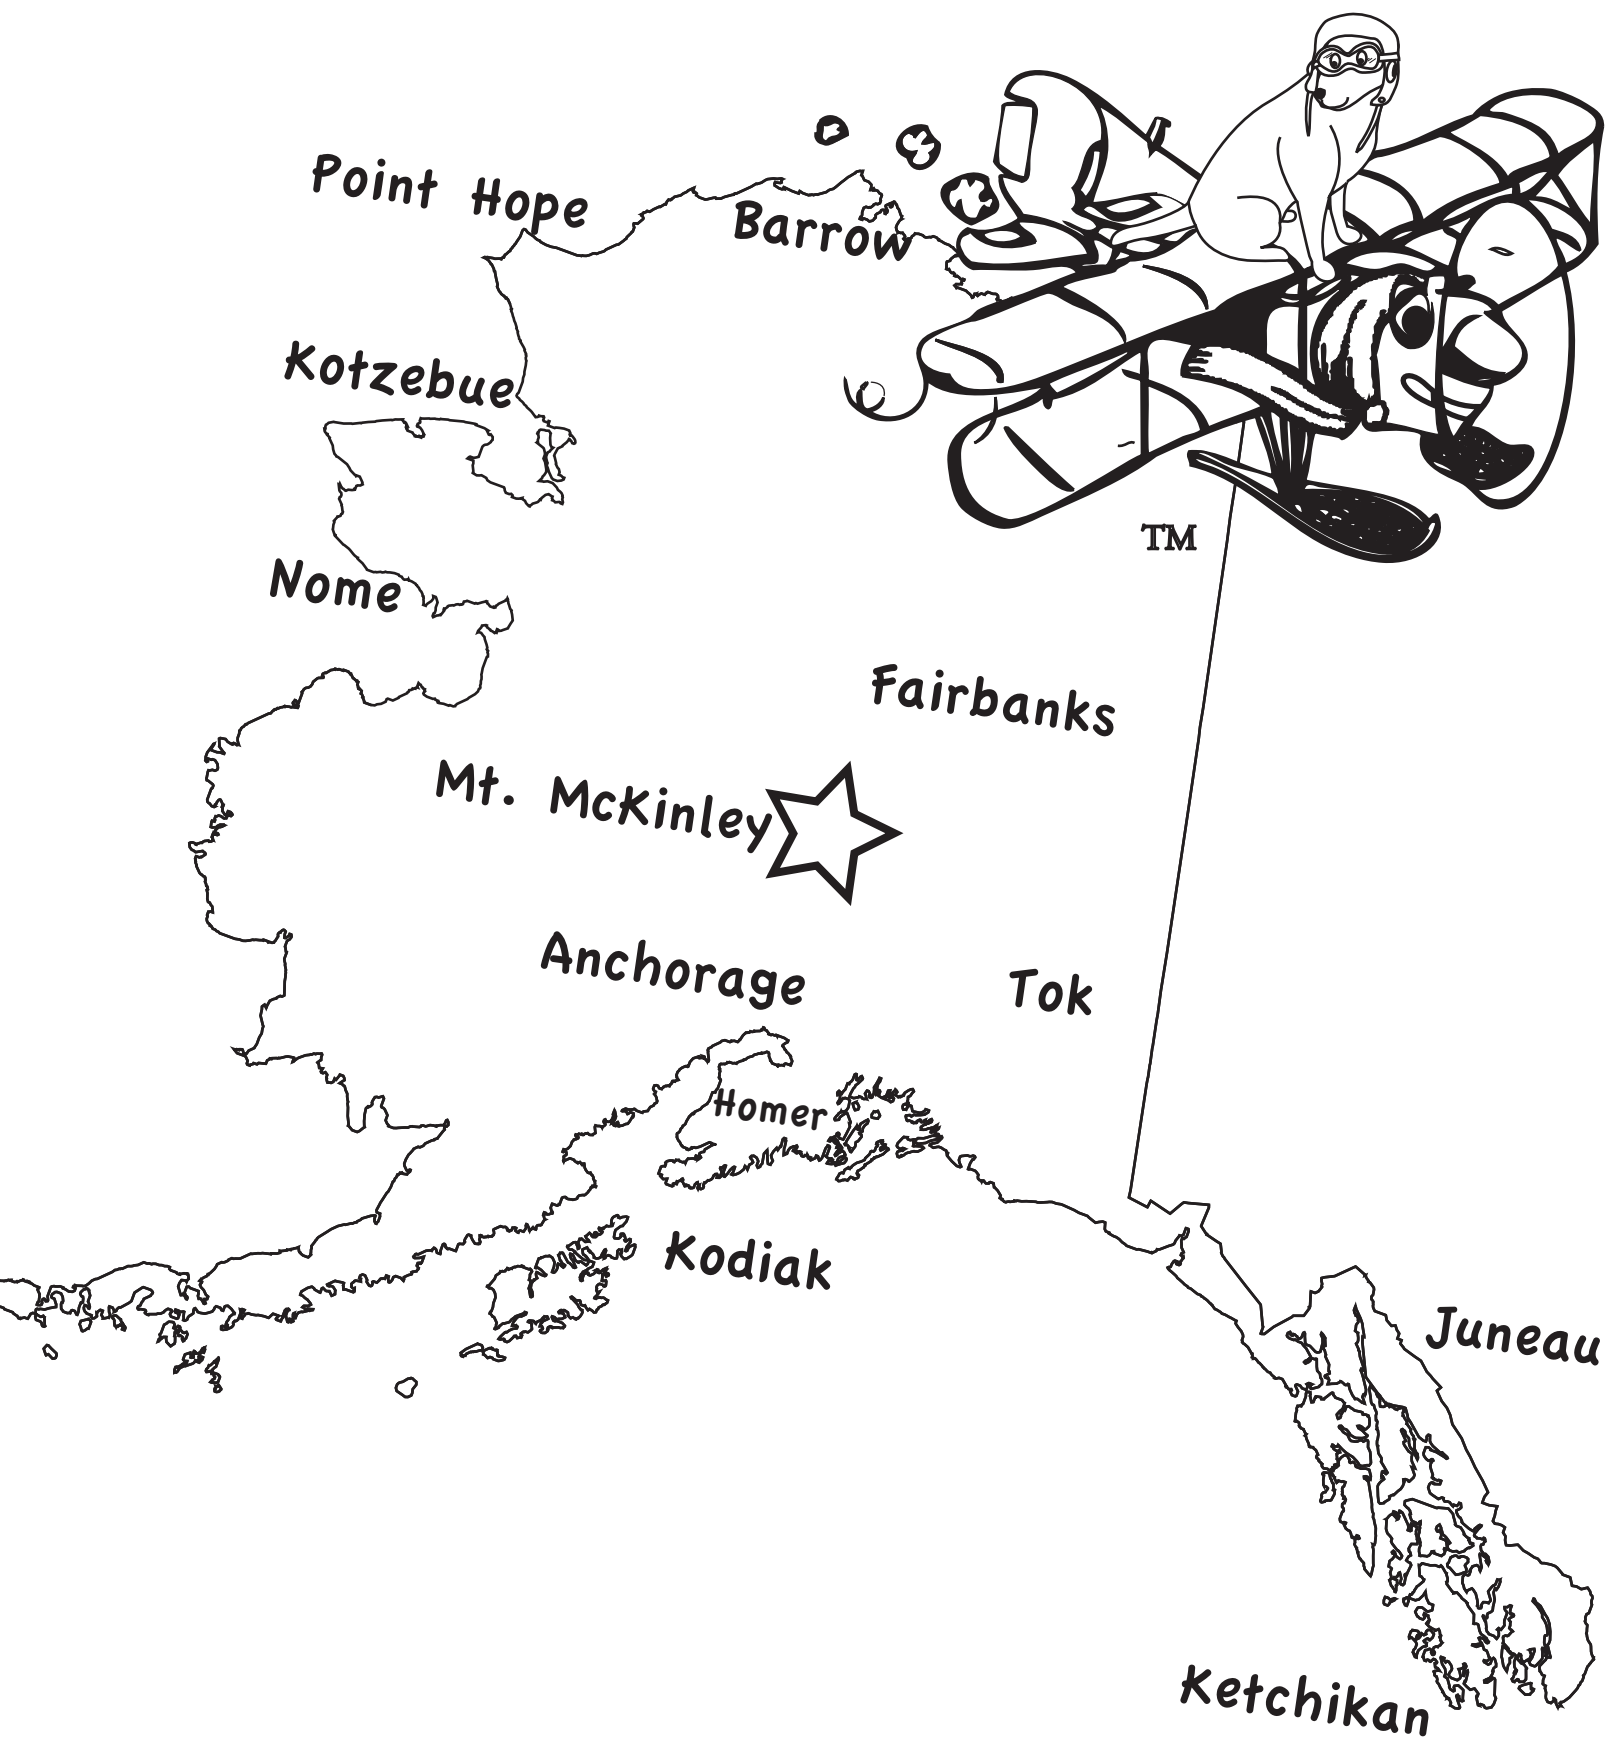 Point Hope
Barrow
Kotzebue
TM
Nome
Fairbanks
Mt. McKinley
Anchorage
Tok
Homer
Kodiak
Juneau
Ketchikan